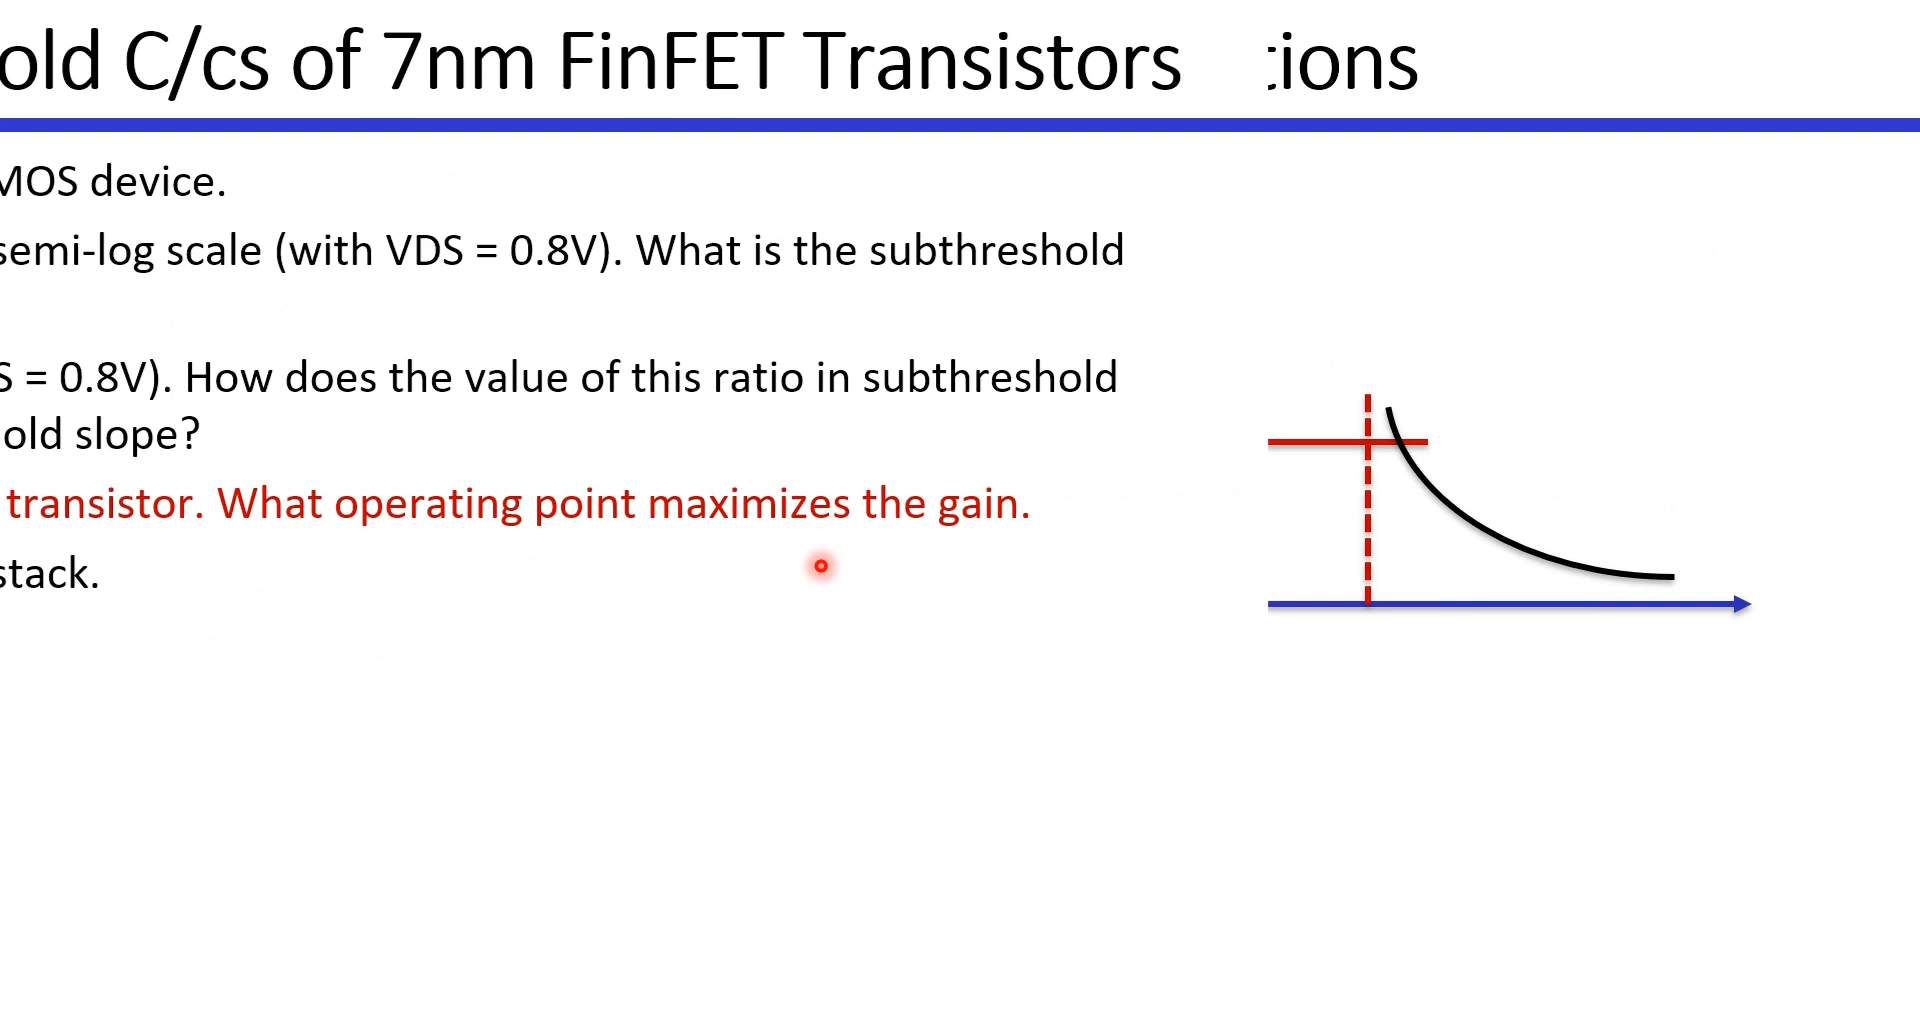 old C/cs of 7nm FinFET Transistors tions
MOS device.
semi-log scale (with VDS = 0.8V). What is the subthreshold
S = 0.8V). How does the value of this ratio in subthreshold
old slope?
transistor. What operating point maximizes the gain.
stack.